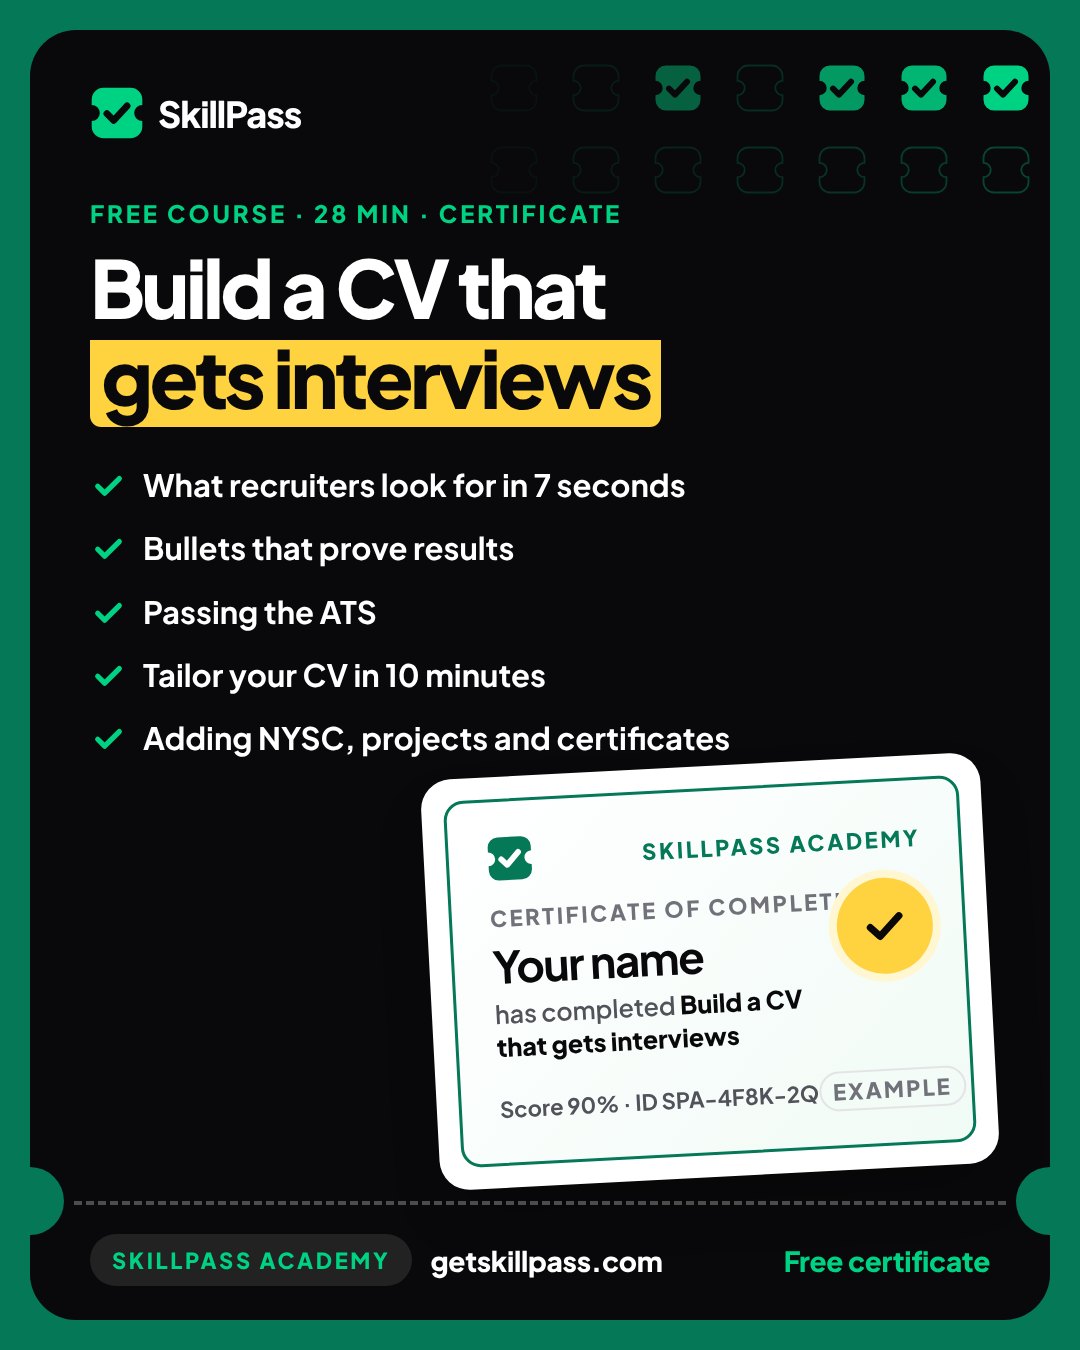 SkillPass
FREE COURSE · 28 MIN · CERTIFICATE
Build a CV that
gets interviews
What recruiters look for in 7 seconds
Bullets that prove results
Passing the ATS
Tailor your CV in 10 minutes
Adding NYSC, projects and certificates
SKILLPASS ACADEMY
CERTIFICATE OF
Your name
has completed Build a CV
that gets interviews
Score 90% · ID SPA-4F8K-2Q
EXAMPLE
SKILLPASS ACADEMY getskillpass.com Free certificate